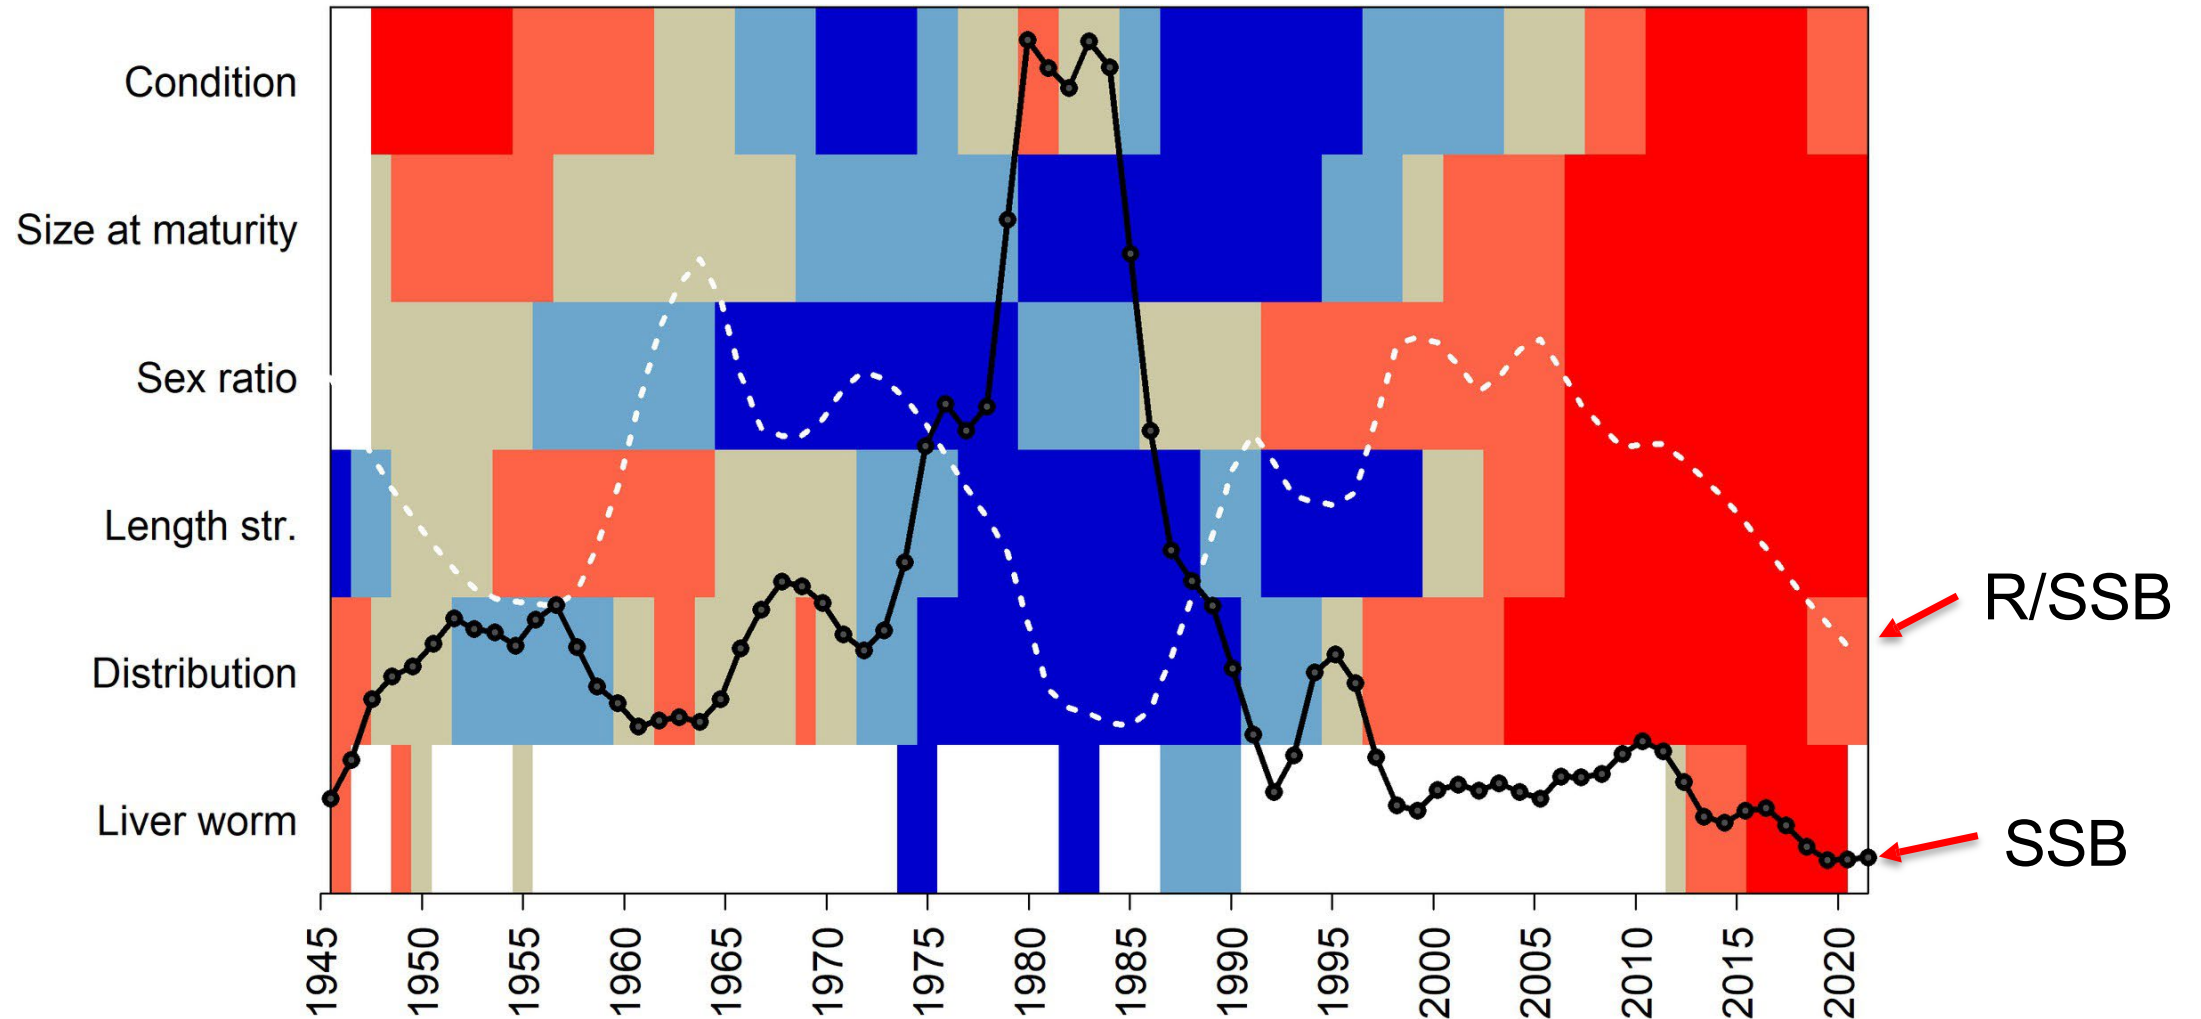 Condition
Size at maturity
Sex ratio
Length str.
Distribution
Liver worm
R/SSB
SSB
1945
1950
1955
1960
1965
1970
1975
1980
1985
1990
1995
2000
2005
2010
2015
2020